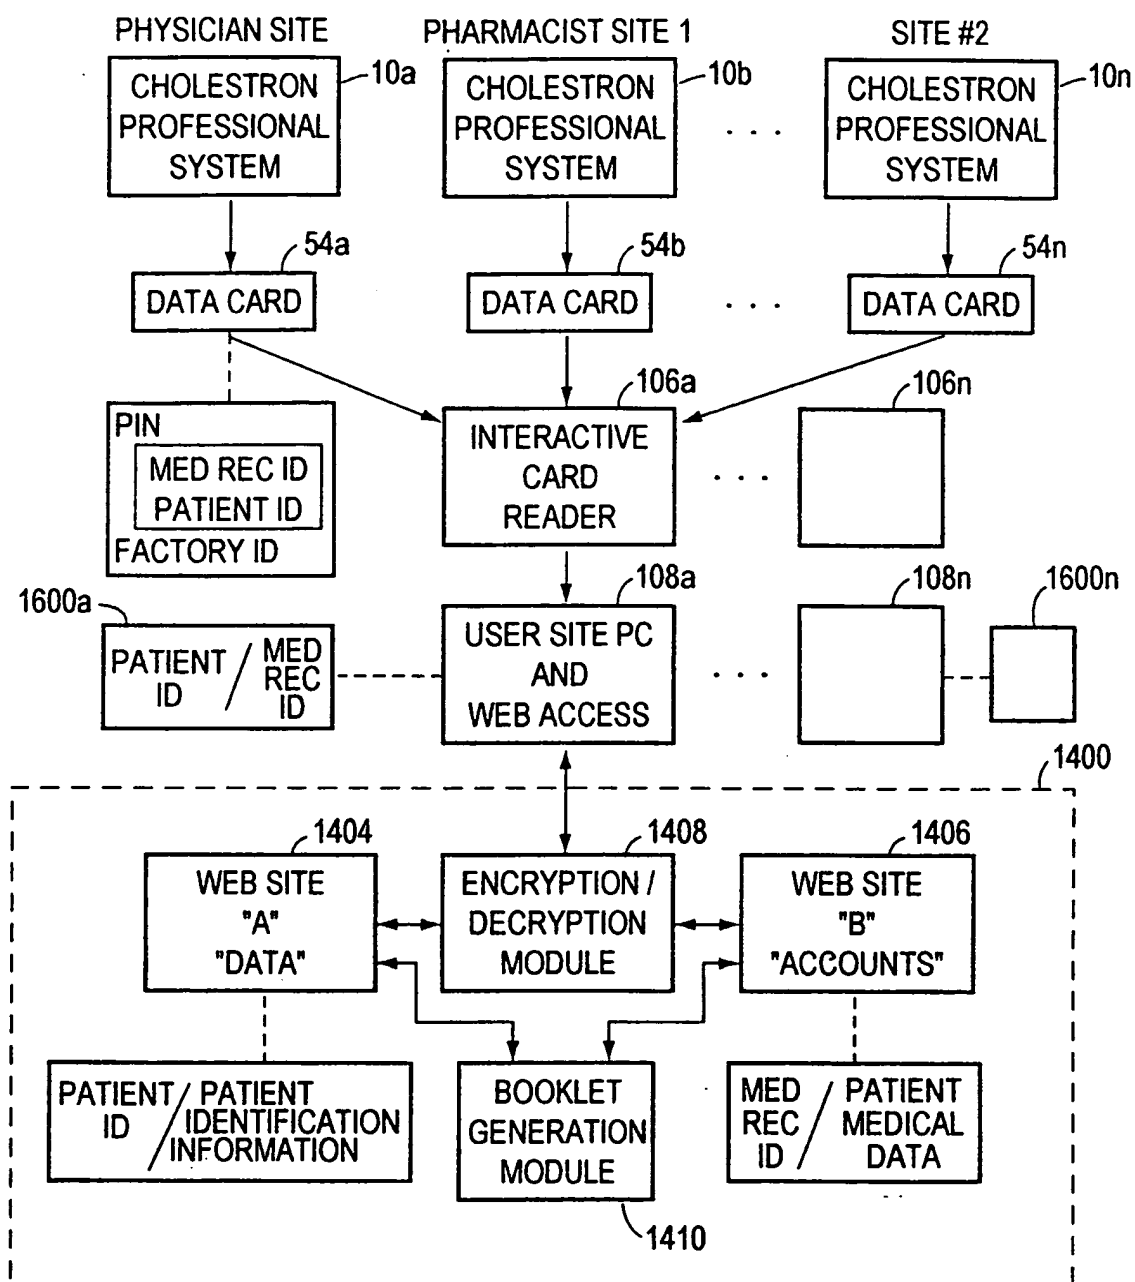 PHYSICIAN SITE
PHARMACIST SITE 1
SITE #2
10a
10b
10n
CHOLESTRON
PROFESSIONAL
SYSTEM
CHOLESTRON
PROFESSIONAL
SYSTEM
. . .
CHOLESTRON
PROFESSIONAL
SYSTEM
54a
54b
54n
DATA CARD
DATA CARD
. . .
DATA CARD
106a
106n
PIN
MED REC ID
PATIENT ID
FACTORY ID
INTERACTIVE
CARD
READER
. . .
1600a
108a
108n
1600n
PATIENT
ID
/
MED
REC
ID
USER SITE PC
AND
WEB ACCESS
. . .
1400
1404
1408
1406
WEB SITE
"A"
"DATA"
ENCRYPTION /
DECRYPTION
MODULE
WEB SITE
"B"
"ACCOUNTS"
PATIENT
ID
/
PATIENT
IDENTIFICATION
INFORMATION
BOOKLET
GENERATION
MODULE
MED
REC
ID
/
PATIENT
MEDICAL
DATA
1410